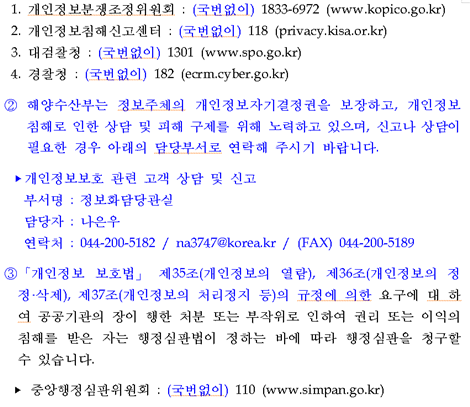 1. 개인정보분쟁조정위원회 : (국번없이) 1833-6972 (www.kopico.go.kr)
2. 개인정보침해신고센터 : (국번없이) 118 (privacy.kisa.or.kr)
3. 대검찰청 : (국번없이) 1301 (www.spo.go.kr)
4. 경찰청 : (국번없이) 182 (ecrm.cyber.go.kr)
② 해양수산부는 정보주체의 개인정보자기결정권을 보장하고, 개인정보
침해로 인한 상담 및 피해 구제를 위해 노력하고 있으며, 신고나 상담이
필요한 경우 아래의 담당부서로 연락해 주시기 바랍니다.
▶개인정보보호 관련 고객 상담 및 신고
부서명 : 정보화담당관실
담당자 : 나은우
연락처 : 044-200-5182 / na3747@korea.kr / (FAX) 044-200-5189
③「개인정보 보호법」 제35조(개인정보의 열람), 제36조(개인정보의 정
정·삭제), 제37조(개인정보의 처리정지 등)의 규정에 의한 요구에 대 하
여 공공기관의 장이 행한 처분 또는 부작위로 인하여 권리 또는 이익의
침해를 받은 자는 행정심판법이 정하는 바에 따라 행정심판을 청구할
수 있습니다.
▶ 중앙행정심판위원회 : (국번없이) 110 (www.simpan.go.kr)